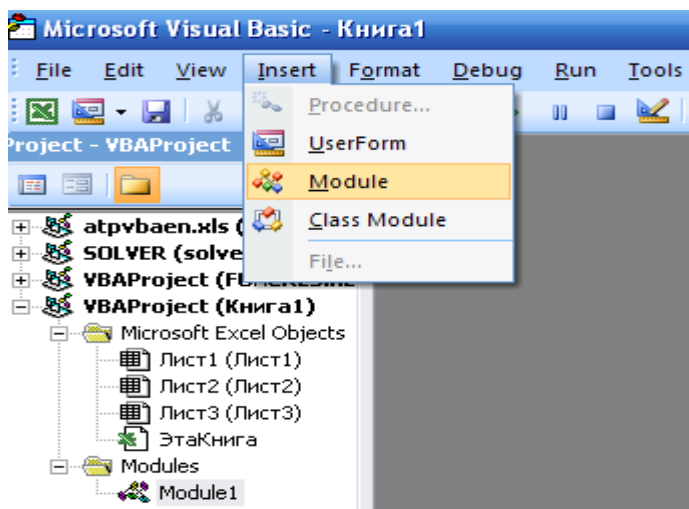 Microsoft Visual Basic - Книга1
File Edit View Insert Format Debug Run Tools
Procedure...
Project - VBAProject
UserForm
Module
Class Module
File...
atpvbaen.xls (
SOLVER (solve
VBAProject (
VBAProject (Книга1)
Microsoft Excel Objects
Лист1 (Лист1)
Лист2 (Лист2)
Лист3 (Лист3)
ЭтаКнига
Modules
Module1